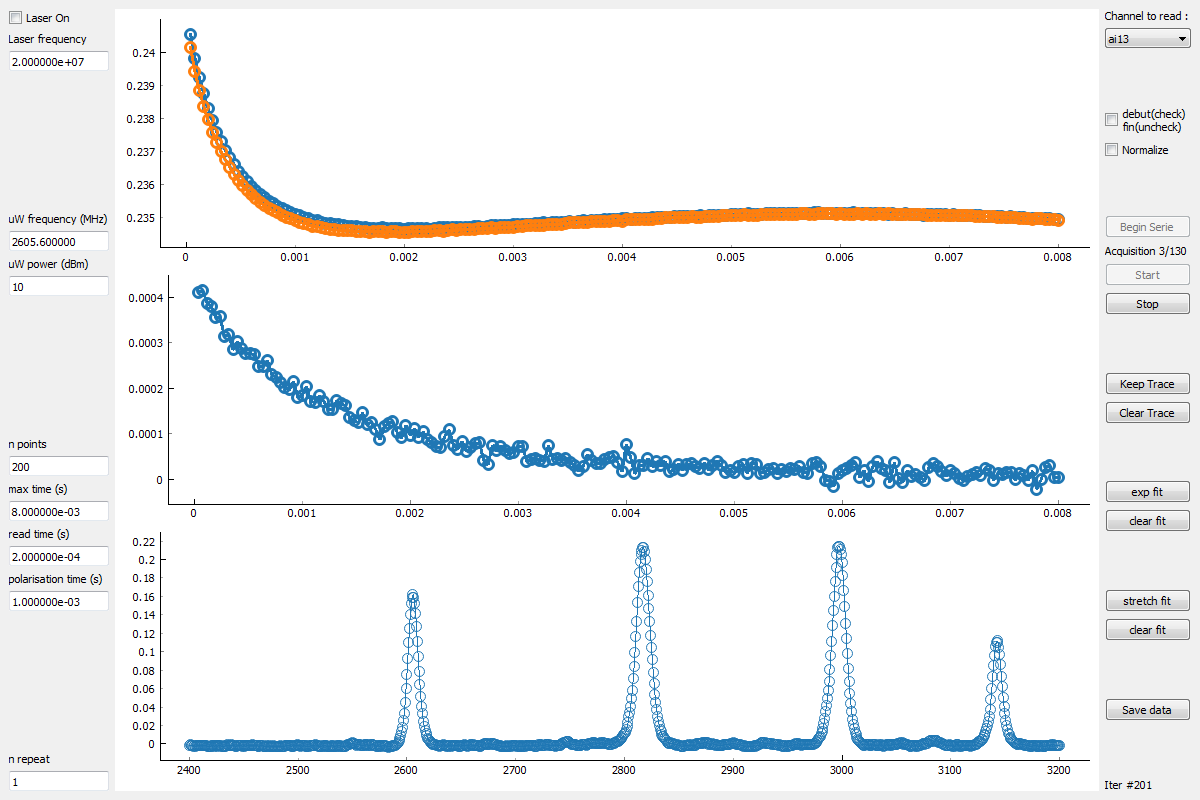 Laser On
Laser frequency
2.000000e+07
uW frequency (MHz)
2605.600000
uW power (dBm)
10
n points
200
max time (s)
8.000000e-03
read time (s)
2.000000e-04
polarisation time (s)
1.000000e-03
n repeat
1
0.24
0.239
0.238
0.237
0.236
0.235
0 0.001 0.002 0.003 0.004 0.005 0.006 0.007 0.008
0.0004
0.0003
0.0002
0.0001
0
0 0.001 0.002 0.003 0.004 0.005 0.006 0.007 0.008
0.22
0.2
0.18
0.16
0.14
0.12
0.1
0.08
0.06
0.04
0.02
0
2400 2500 2600 2700 2800 2900 3000 3100 3200
Channel to read :
ai13
debut(check)
fin(uncheck)
Normalize
Begin Serie
Acquisition 3/130
Start
Stop
Keep Trace
Clear Trace
exp fit
clear fit
stretch fit
clear fit
Save data
Iter #201